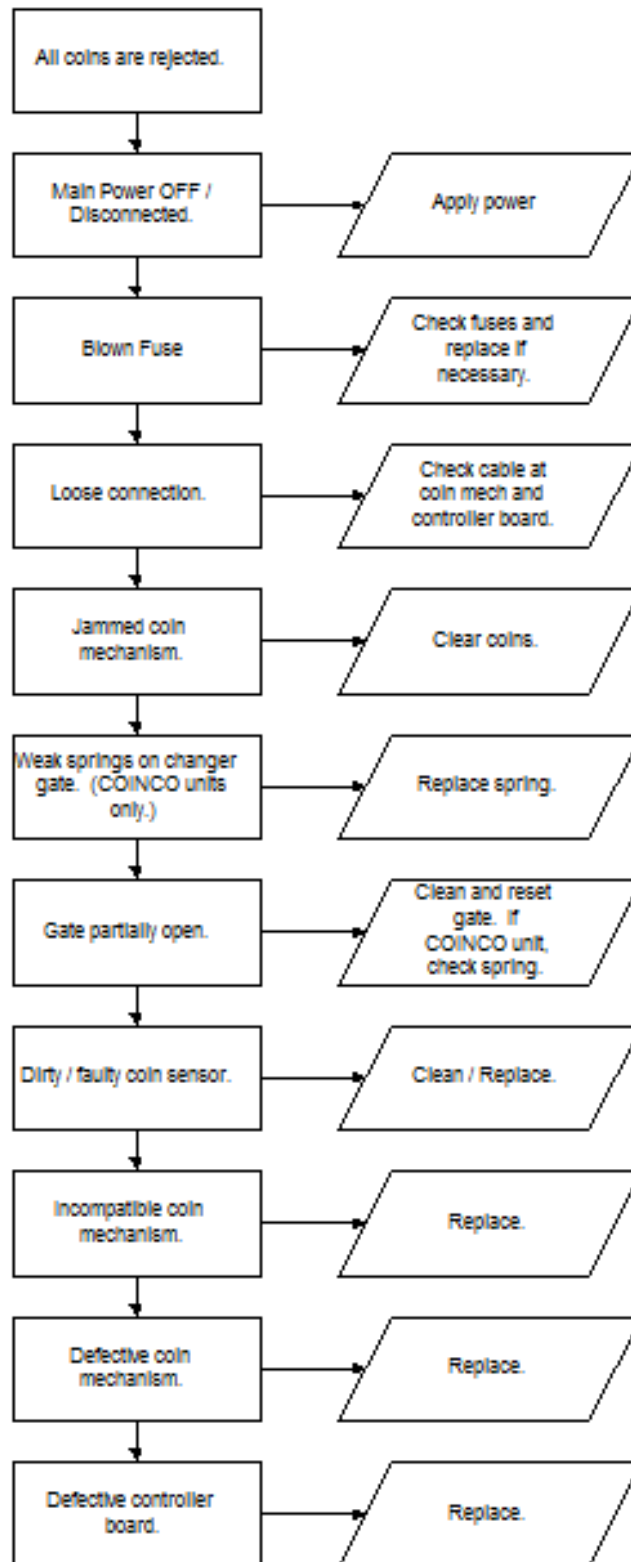 All coins are rejected.
Main Power OFF /
Disconnected.
Apply power
Blown Fuse
Check fuses and
replace if
necessary.
Loose connection.
Check cable at
coin mech and
controller board.
Jammed coin
mechanism.
Clear coins.
Weak springs on changer
gate. (COINCO units
only.)
Replace spring.
Gate partially open.
Clean and reset
gate. If
COINCO unit,
check spring.
Dirty / faulty coin sensor.
Clean / Replace.
Incompatible coin
mechanism.
Replace.
Defective coin
mechanism.
Replace.
Defective controller
board.
Replace.